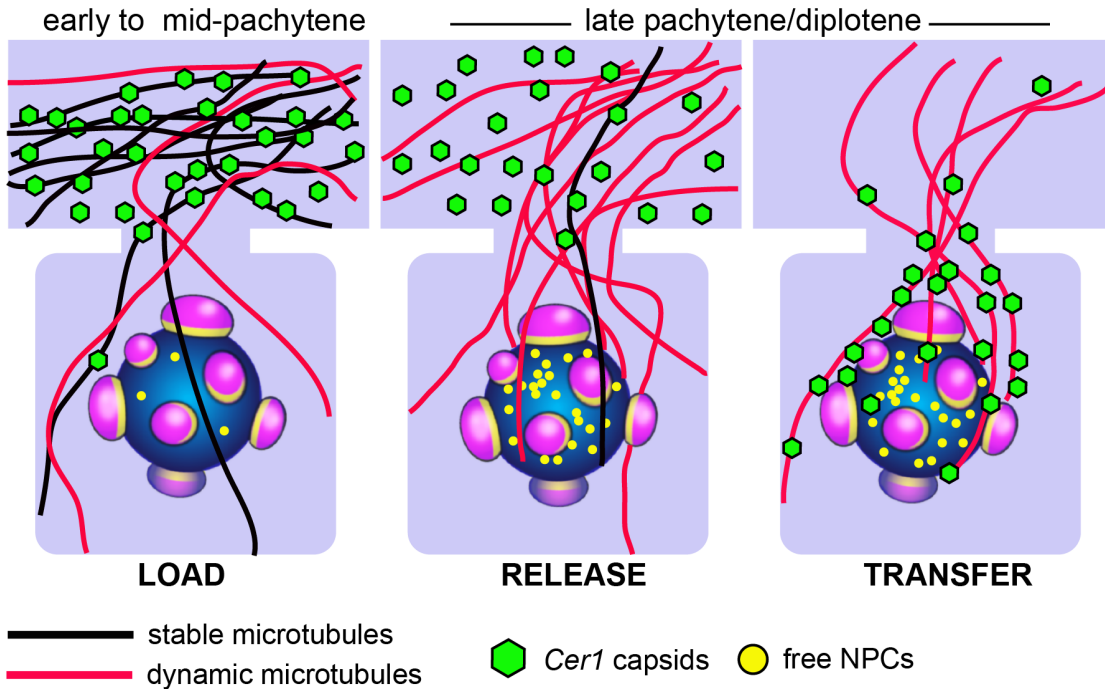 early to mid-pachytene
late pachytene/diplotene
LOAD
RELEASE
TRANSFER
stable microtubules
dynamic microtubules
Cer1 capsids
free NPCs